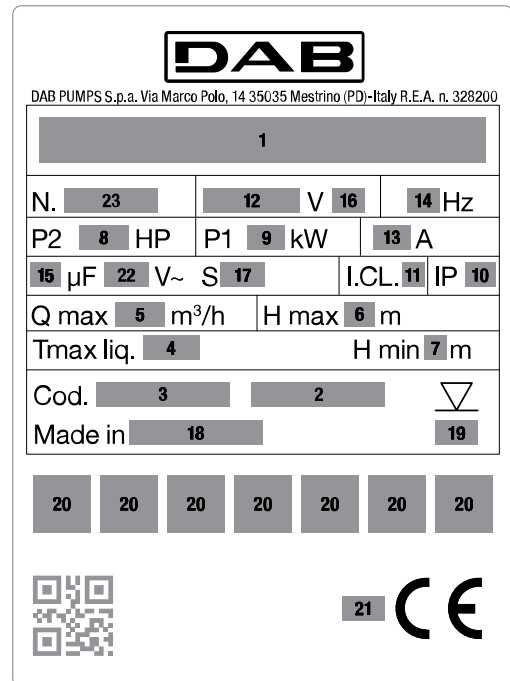 DAB
DAB PUMPS S.p.a. Via Marco Polo, 14 35035 Mestrino (PD)-Italy R.E.A. n. 328200
1
N. 23 12 V 16 14 Hz
P2 8 HP P1 9 kW 13 A
15 µF 22 V~ S 17 I.CL. 11 IP 10
Q max 5 m³/h H max 6 m
Tmax liq. 4 H min 7 m
Cod. 3 2
Made in 18 19
20 20 20 20 20 20 20
21 CE